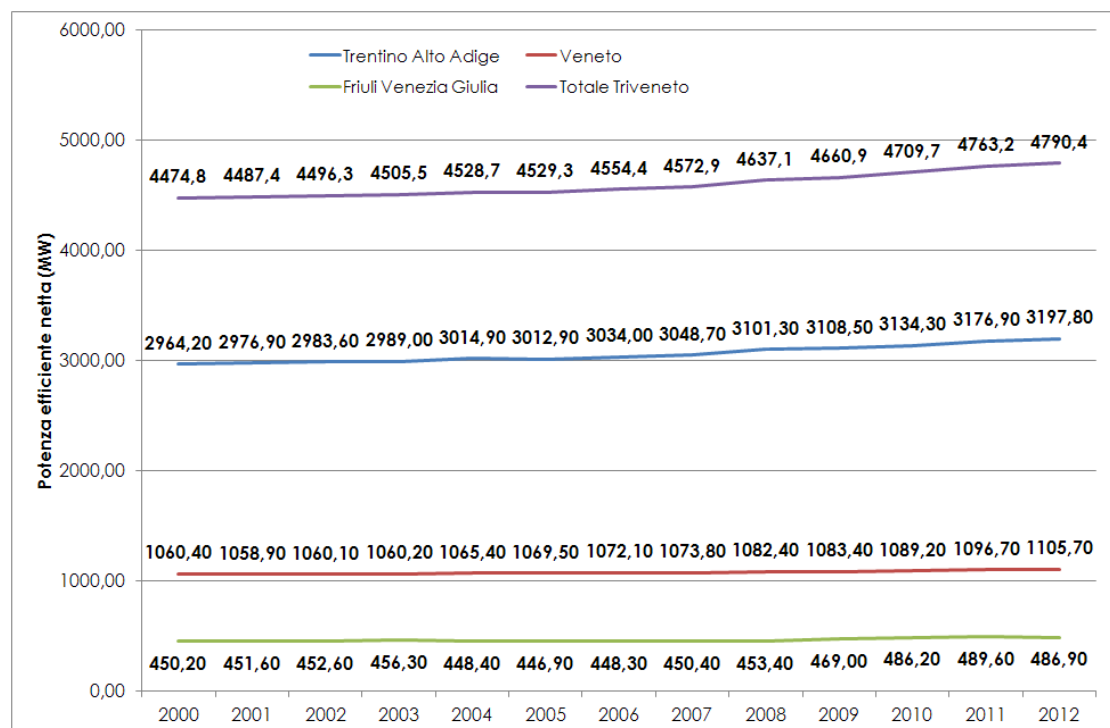 6000,00
Trentino Alto Adige Veneto
Friuli Venezia Giulia Totale Triveneto
5000,00
4474,8 4487,4 4496,3 4505,5 4528,7 4529,3 4554,4 4572,9 4637,1 4660,9 4709,7 4763,2 4790,4
4000,00
Potenza efficiente netta (MW)
2964,20 2976,90 2983,60 2989,00 3014,90 3012,90 3034,00 3048,70 3101,30 3108,50 3134,30 3176,90 3197,80
3000,00
2000,00
1060,40 1058,90 1060,10 1060,20 1065,40 1069,50 1072,10 1073,80 1082,40 1083,40 1089,20 1096,70 1105,70
1000,00
450,20 451,60 452,60 456,30 448,40 446,90 448,30 450,40 453,40 469,00 486,20 489,60 486,90
0,00
2000 2001 2002 2003 2004 2005 2006 2007 2008 2009 2010 2011 2012